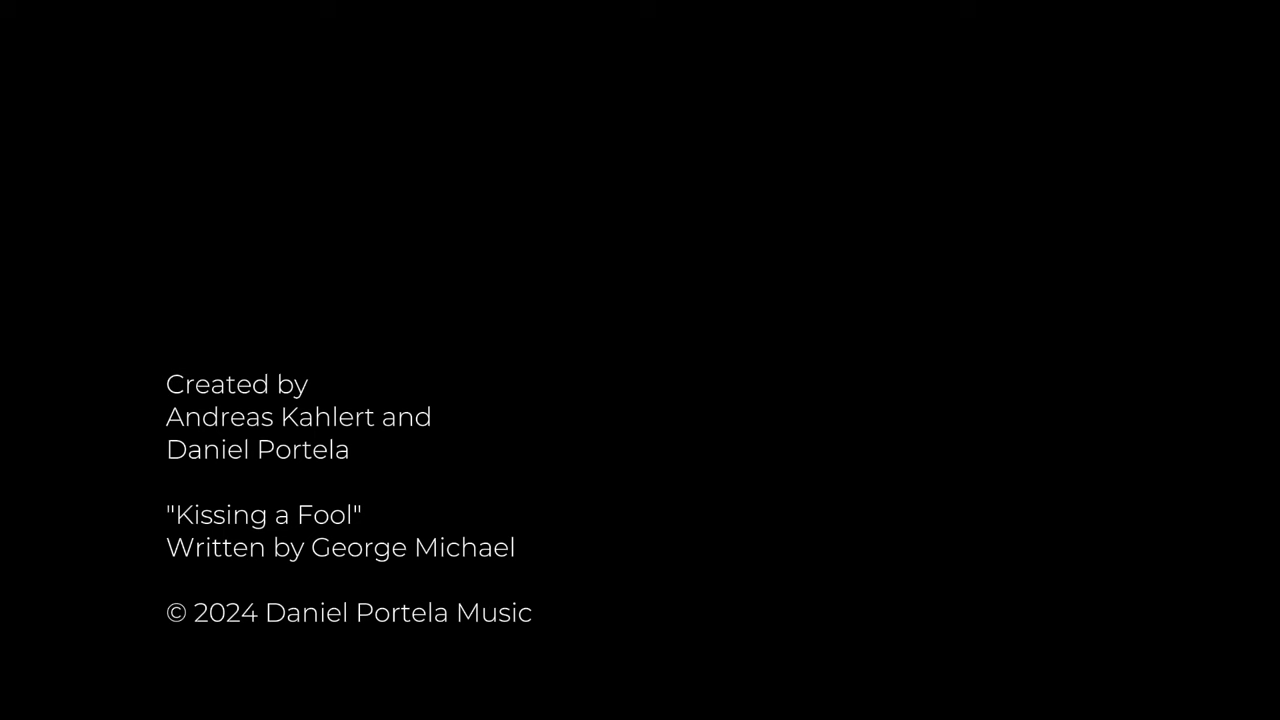 Created by
Andreas Kahlert and
Daniel Portela
"Kissing a Fool"
Written by George Michael
© 2024 Daniel Portela Music